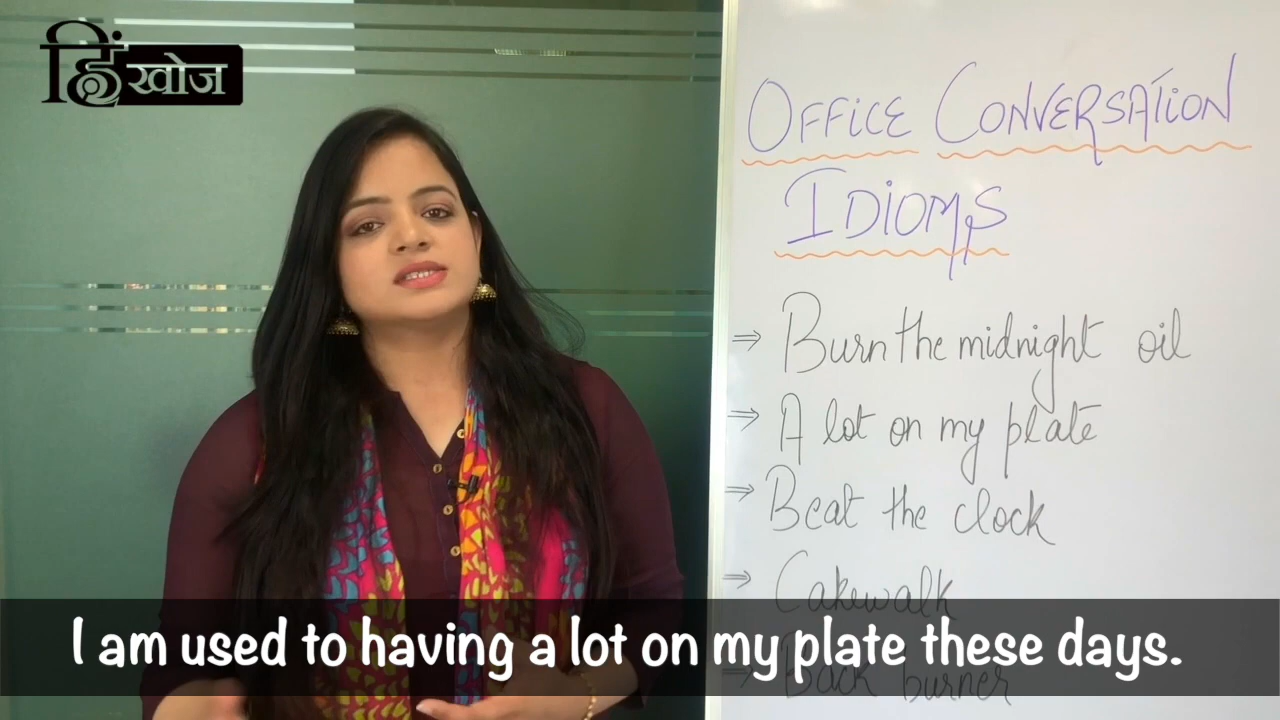 हिंखोज
OFFICE CONVERSATION
IDIOMS
⇒ Burn the midnight oil
⇒ A lot on my plate
⇒ Beat the clock
⇒ Cakewalk
⇒ Back burner
I am used to having a lot on my plate these days.